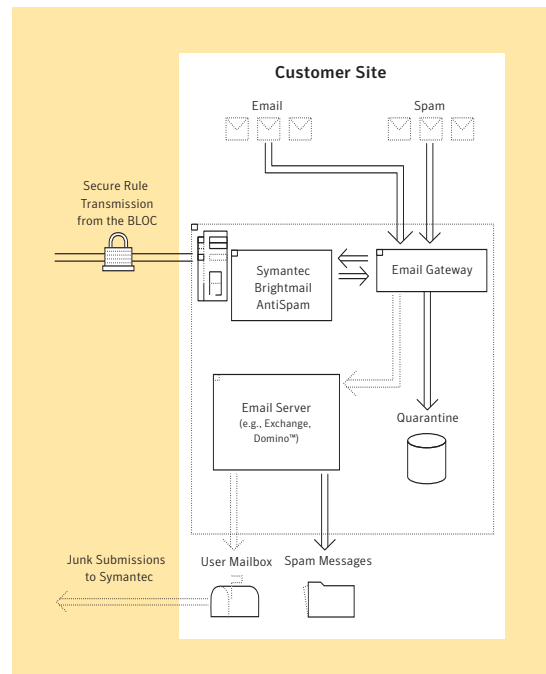 Customer Site
Email
Spam
Secure Rule
Transmission
from the BLOC
Symantec
Brightmail
AntiSpam
Email Gateway
Email Server
(e.g., Exchange,
Domino™)
Quarantine
Junk Submissions
to Symantec
User Mailbox
Spam Messages